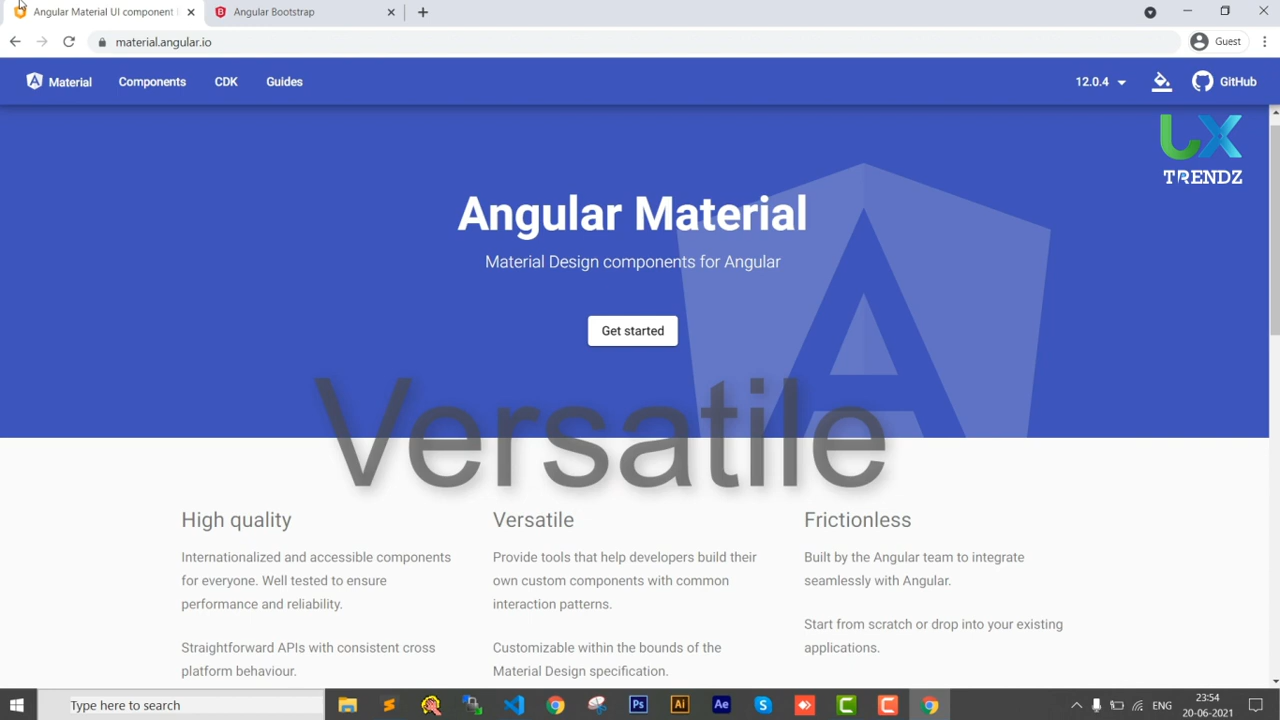 Angular Material UI component
Angular Bootstrap
material.angular.io
Guest
Material
Components
CDK
Guides
12.0.4
GitHub
UX
TRENDZ
Angular Material
Material Design components for Angular
Get started
Versatile
High quality
Internationalized and accessible components
for everyone. Well tested to ensure
performance and reliability.
Straightforward APIs with consistent cross
platform behaviour.
Versatile
Provide tools that help developers build their
own custom components with common
interaction patterns.
Customizable within the bounds of the
Material Design specification.
Frictionless
Built by the Angular team to integrate
seamlessly with Angular.
Start from scratch or drop into your existing
applications.
Type here to search
Ps
Ai
Ae
ENG
23:54
20-06-2021